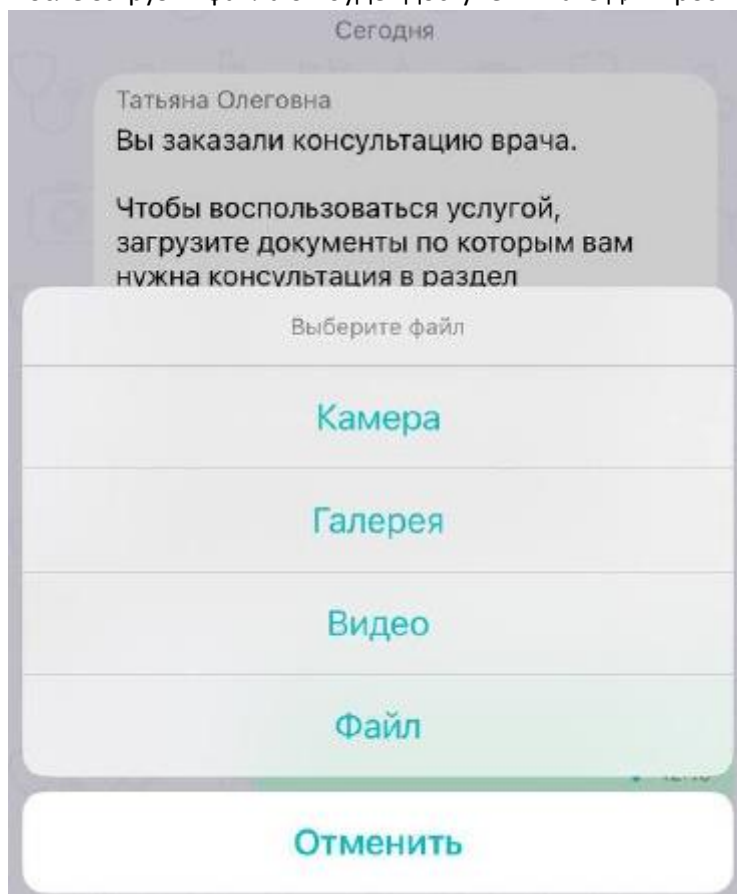 Сегодня
Татьяна Олеговна
Вы заказали консультацию врача.
Чтобы воспользоваться услугой,
загрузите документы по которым вам
нужна консультация в раздел
Выберите файл
Камера
Галерея
Видео
Файл
Отменить